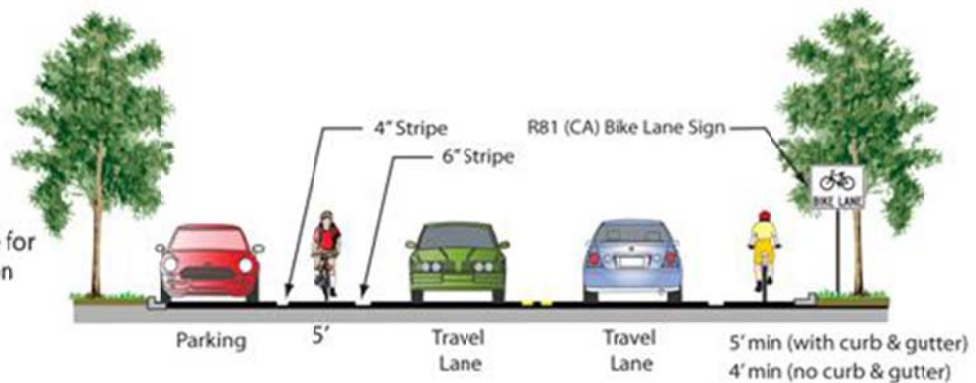 4" Stripe
R81 (CA) Bike Lane Sign
6" Stripe
BIKE LANE
for
Parking
5'
Travel
Lane
Travel
Lane
5' min (with curb & gutter)
4' min (no curb & gutter)